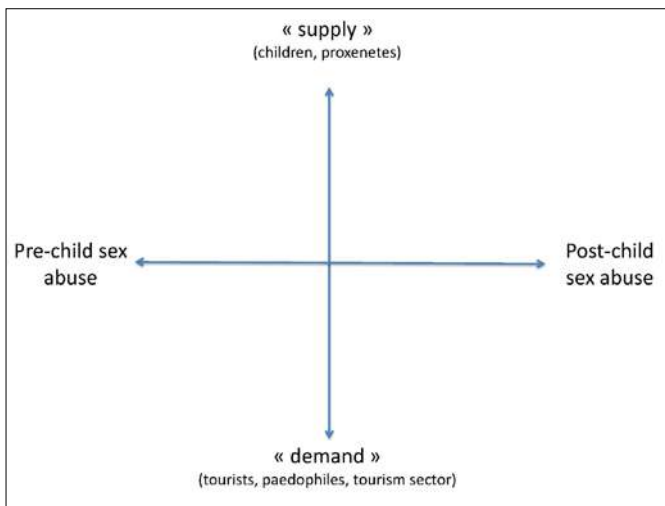 « supply »
(children, proxenetes)
Pre-child sex
abuse
Post-child
sex abuse
« demand »
(tourists, paedophiles, tourism sector)